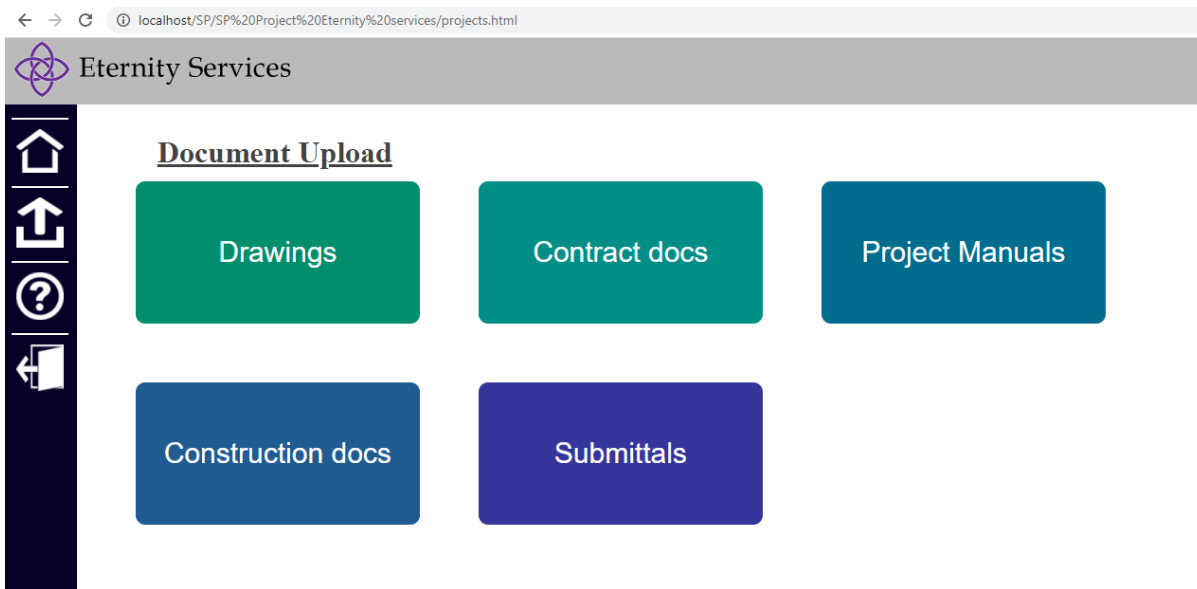 localhost/SP/SP%20Project%20Eternity%20services/projects.html
Eternity Services
Document Upload
Drawings
Contract docs
Project Manuals
Construction docs
Submittals